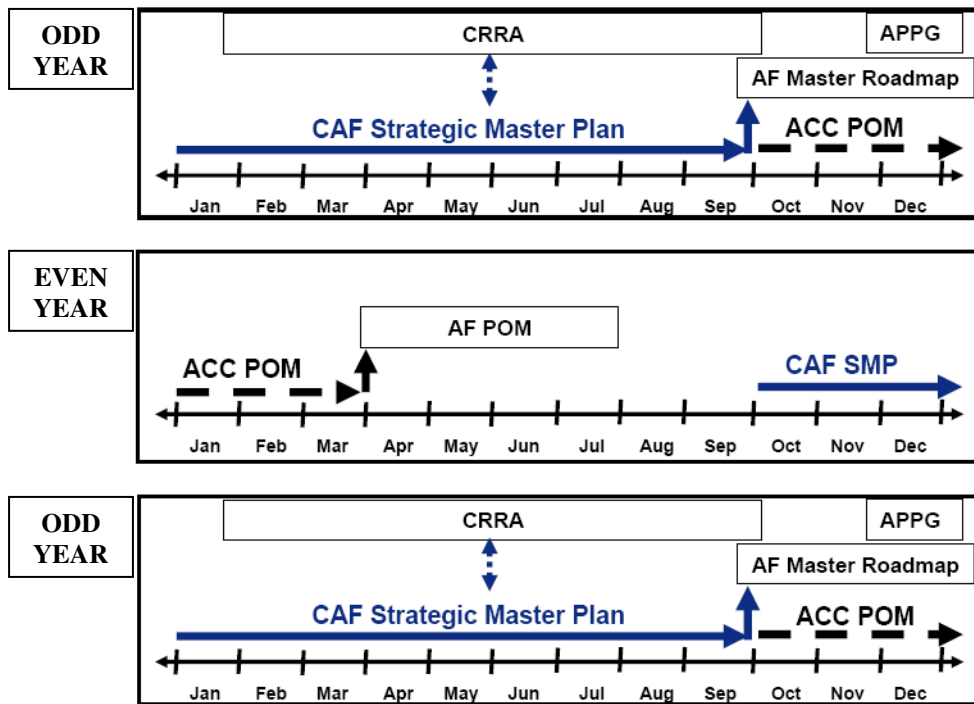 ODD
YEAR
CRRA
APPG
AF Master Roadmap
CAF Strategic Master Plan
ACC POM
Jan Feb Mar Apr May Jun Jul Aug Sep Oct Nov Dec
EVEN
YEAR
AF POM
ACC POM
CAF SMP
Jan Feb Mar Apr May Jun Jul Aug Sep Oct Nov Dec
ODD
YEAR
CRRA
APPG
AF Master Roadmap
CAF Strategic Master Plan
ACC POM
Jan Feb Mar Apr May Jun Jul Aug Sep Oct Nov Dec